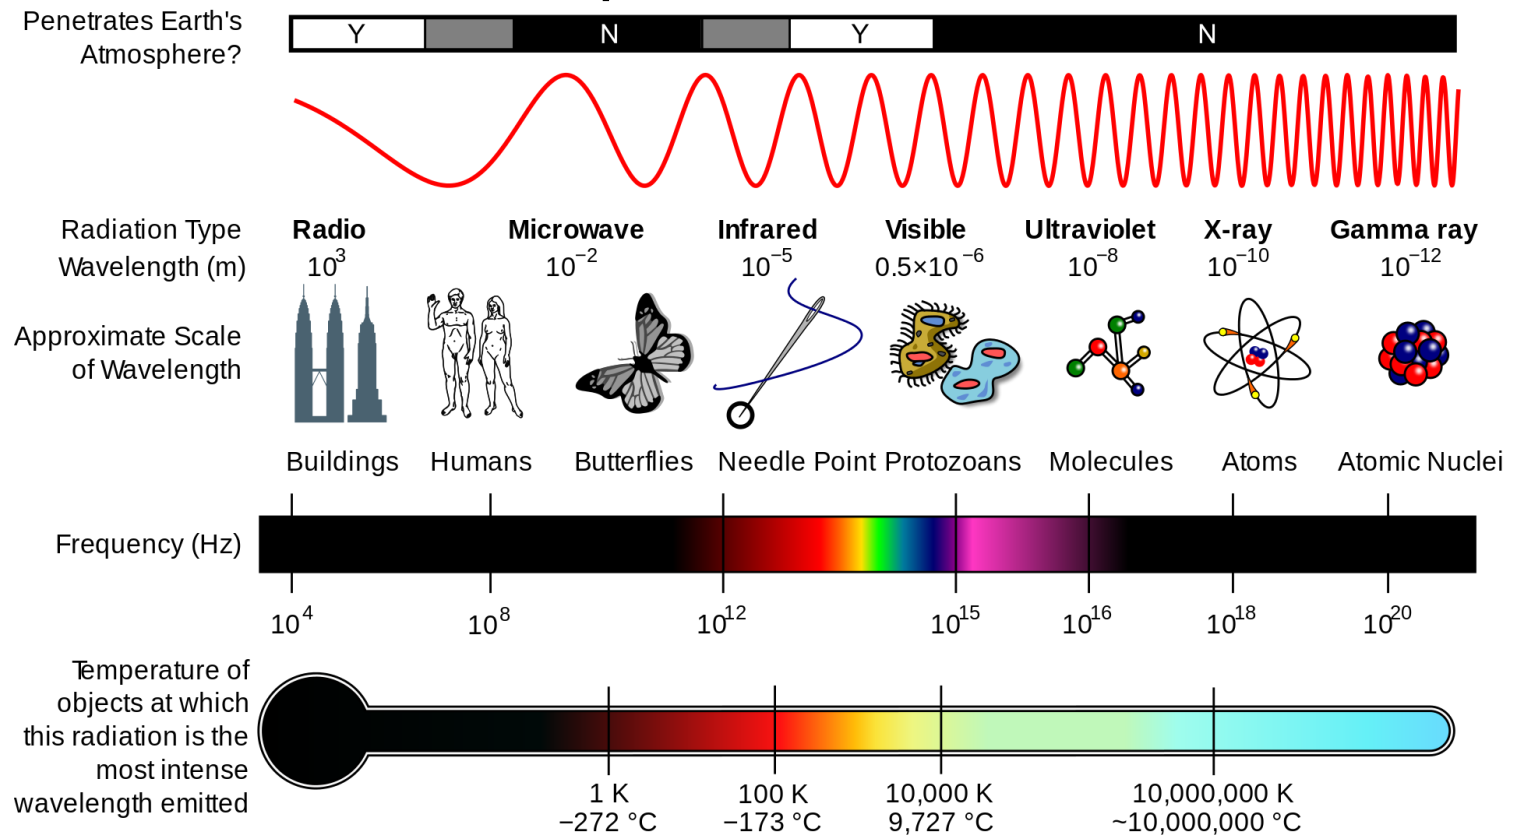 Penetrates Earth's
Atmosphere?
Y N Y N
Radiation Type
Radio Microwave Infrared Visible Ultraviolet X-ray Gamma ray
Wavelength (m)
10³ 10⁻² 10⁻⁵ 0.5×10⁻⁶ 10⁻⁸ 10⁻¹⁰ 10⁻¹²
Approximate Scale
of Wavelength
Buildings Humans Butterflies Needle Point Protozoans Molecules Atoms Atomic Nuclei
Frequency (Hz)
10⁴ 10⁸ 10¹² 10¹⁵ 10¹⁶ 10¹⁸ 10²⁰
Temperature of
objects at which
this radiation is the
most intense
wavelength emitted
1 K 100 K 10,000 K 10,000,000 K
−272 °C −173 °C 9,727 °C ~10,000,000 °C